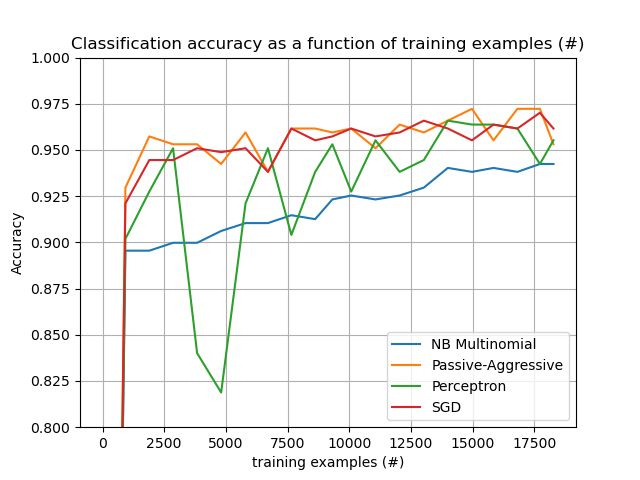 Classification accuracy as a function of training examples (#)
1.000
0.975
0.950
0.925
0.900
0.875
0.850
0.825
0.800
Accuracy
NB Multinomial
Passive-Aggressive
Perceptron
SGD
0 2500 5000 7500 10000 12500 15000 17500
training examples (#)